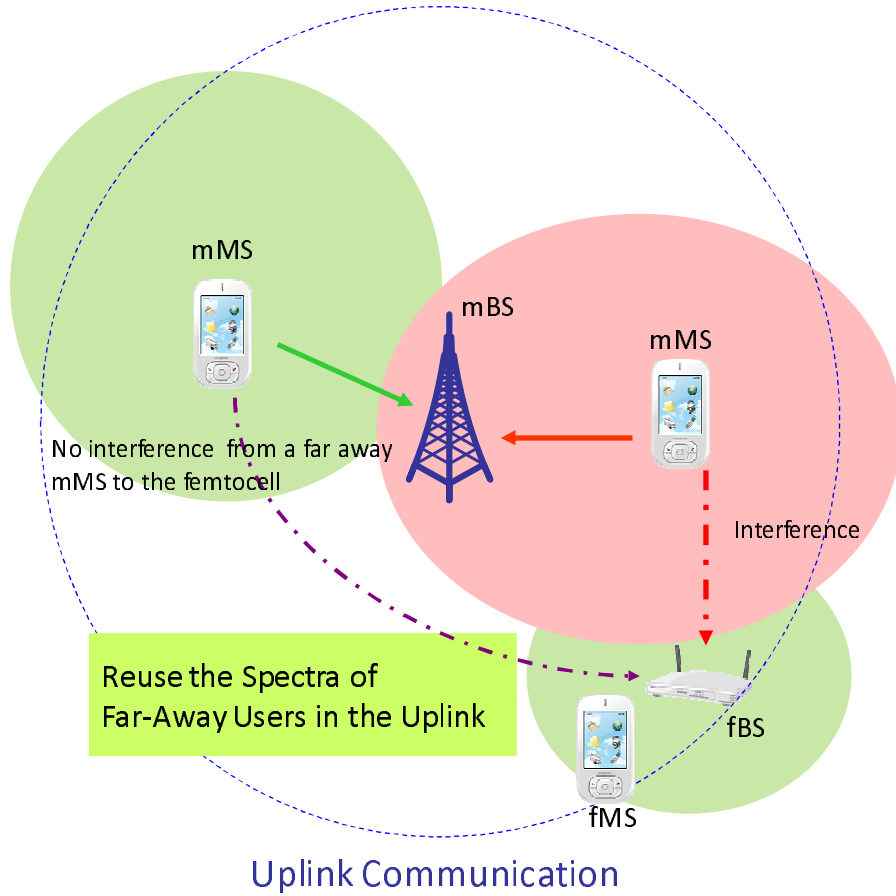 mMS
mBS
mMS
No interference from a far away
mMS to the femtocell
Interference
Reuse the Spectra of
Far-Away Users in the Uplink
fBS
fMS
Uplink Communication